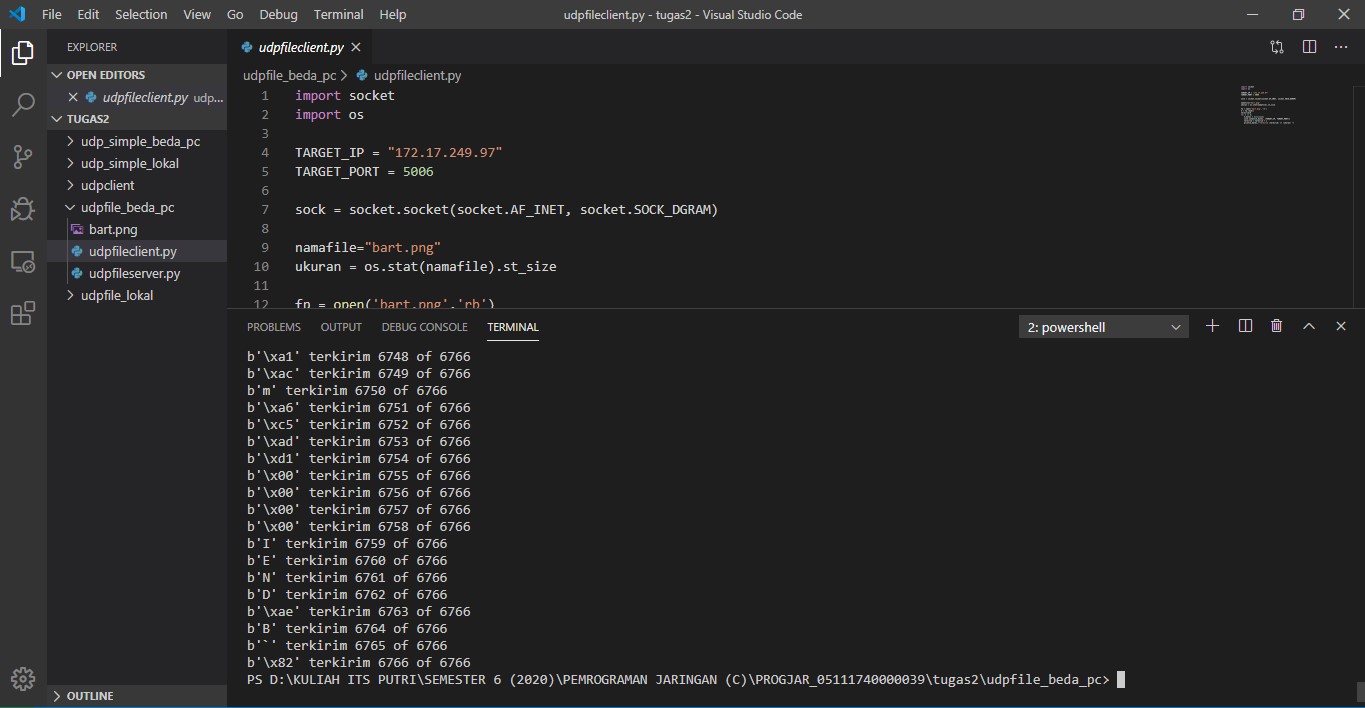 File Edit Selection View Go Debug Terminal Help
udpfileclient.py - tugas2 - Visual Studio Code
EXPLORER
OPEN EDITORS
udpfileclient.py udp...
TUGAS2
udp_simple_beda_pc
udp_simple_lokal
udpclient
udpfile_beda_pc
bart.png
udpfileclient.py
udpfileserver.py
udpfile_lokal
OUTLINE
udpfileclient.py
udpfile_beda_pc > udpfileclient.py
1 import socket
2 import os
3
4 TARGET_IP = "172.17.249.97"
5 TARGET_PORT = 5006
6
7 sock = socket.socket(socket.AF_INET, socket.SOCK_DGRAM)
8
9 namafile="bart.png"
10 ukuran = os.stat(namafile).st_size
11
12 fp = open('bart.png','rb')
PROBLEMS OUTPUT DEBUG CONSOLE TERMINAL
2: powershell
b'\xa1' terkirim 6748 of 6766
b'\xac' terkirim 6749 of 6766
b'm' terkirim 6750 of 6766
b'\xa6' terkirim 6751 of 6766
b'\xc5' terkirim 6752 of 6766
b'\xad' terkirim 6753 of 6766
b'\xd1' terkirim 6754 of 6766
b'\x00' terkirim 6755 of 6766
b'\x00' terkirim 6756 of 6766
b'\x00' terkirim 6757 of 6766
b'\x00' terkirim 6758 of 6766
b'I' terkirim 6759 of 6766
b'E' terkirim 6760 of 6766
b'N' terkirim 6761 of 6766
b'D' terkirim 6762 of 6766
b'\xae' terkirim 6763 of 6766
b'B' terkirim 6764 of 6766
b'`' terkirim 6765 of 6766
b'\x82' terkirim 6766 of 6766
PS D:\KULIAH ITS PUTRI\SEMESTER 6 (2020)\PEMROGRAMAN JARINGAN (C)\PROGJAR_05111740000039\tugas2\udpfile_beda_pc>